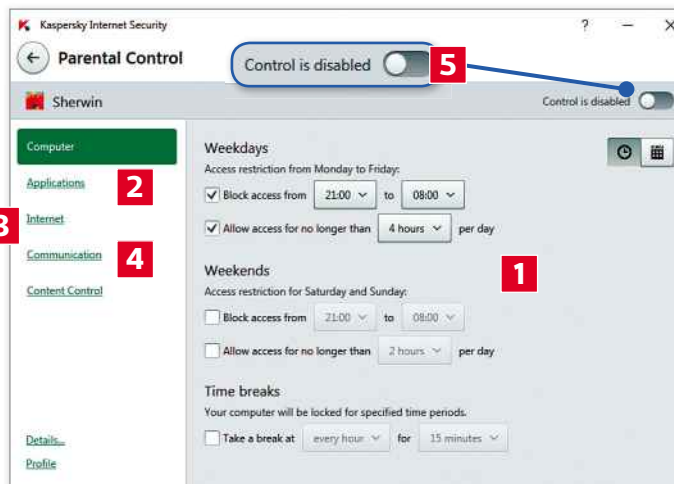 Kaspersky Internet Security
?
Parental Control
Control is disabled
5
Sherwin
Control is disabled
Computer
Applications
2
Internet
3
Communication
4
Content Control
Details...
Profile
Weekdays
Access restriction from Monday to Friday:
Block access from 21:00 to 08:00
Allow access for no longer than 4 hours per day
1
Weekends
Access restriction for Saturday and Sunday:
Block access from 21:00 to 08:00
Allow access for no longer than 2 hours per day
Time breaks
Your computer will be locked for specified time periods.
Take a break at every hour for 15 minutes